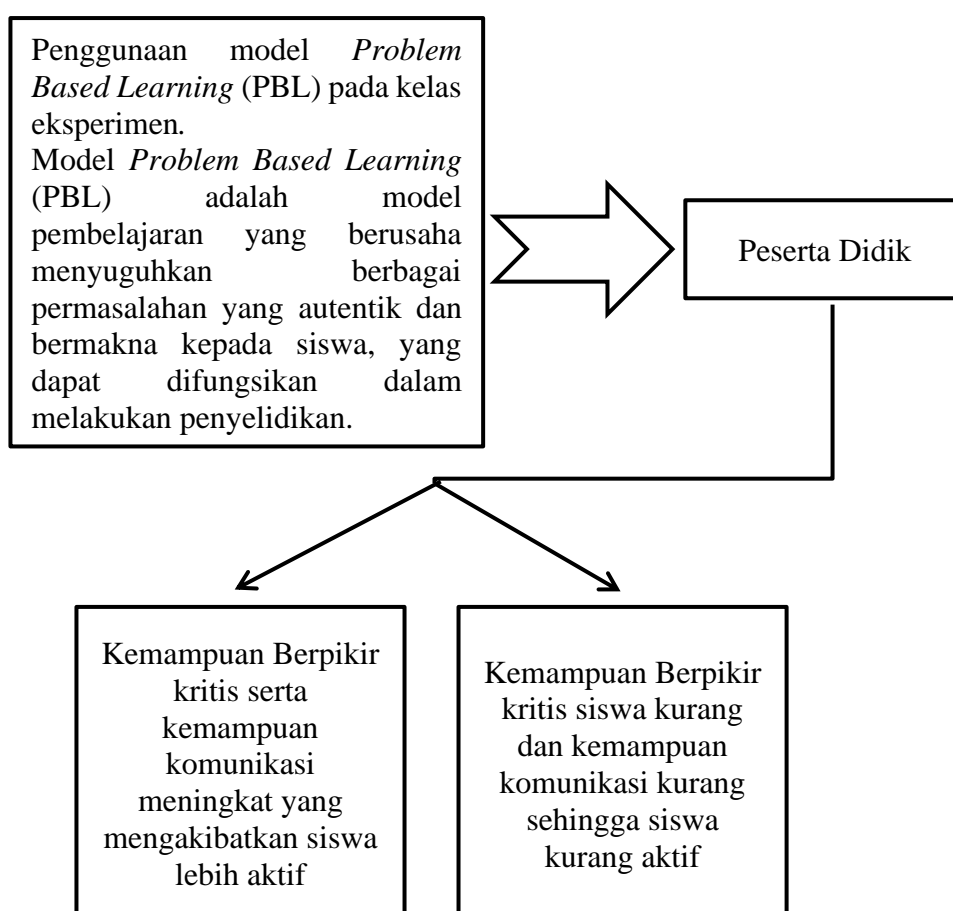 Penggunaan model Problem
Based Learning (PBL) pada kelas
eksperimen.
Model Problem Based Learning
(PBL) adalah model
pembelajaran yang berusaha
menyuguhkan berbagai
permasalahan yang autentik dan
bermakna kepada siswa, yang
dapat difungsikan dalam
melakukan penyelidikan.
Peserta Didik
Kemampuan Berpikir
kritis serta
kemampuan
komunikasi
meningkat yang
mengakibatkan siswa
lebih aktif
Kemampuan Berpikir
kritis siswa kurang
dan kemampuan
komunikasi kurang
sehingga siswa
kurang aktif